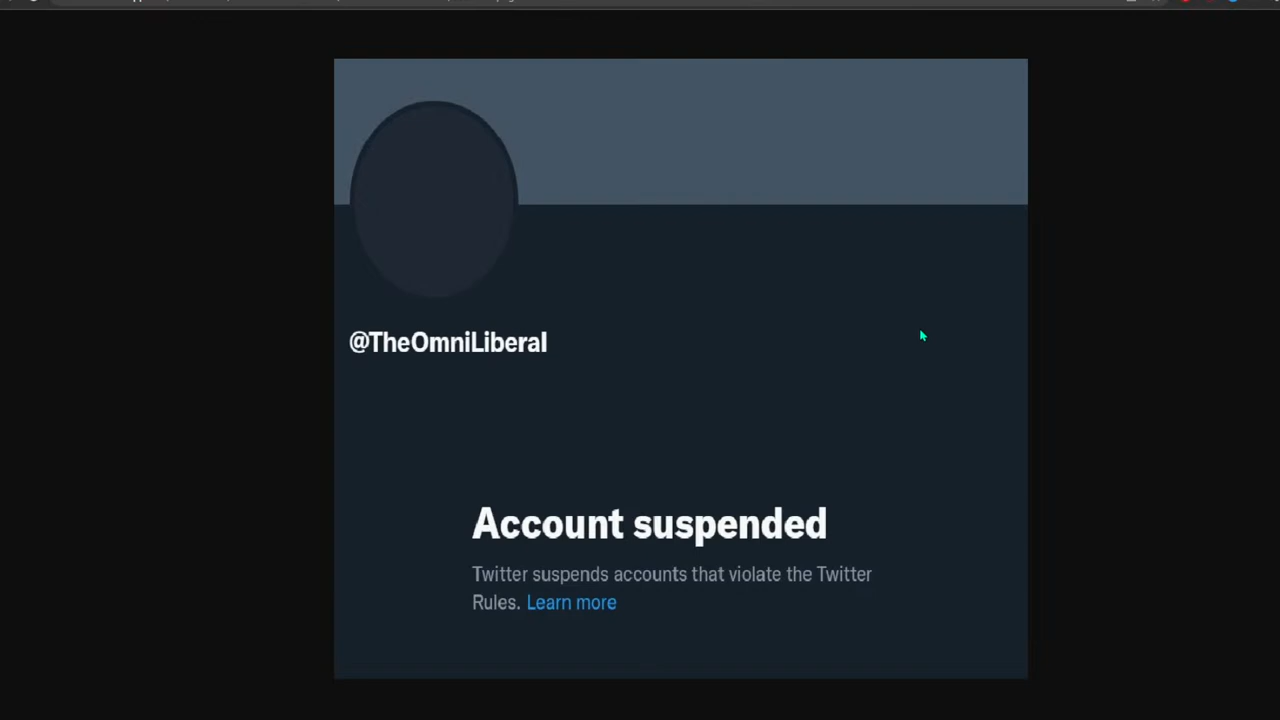 @TheOmniLiberal
Account suspended
Twitter suspends accounts that violate the Twitter
Rules. Learn more